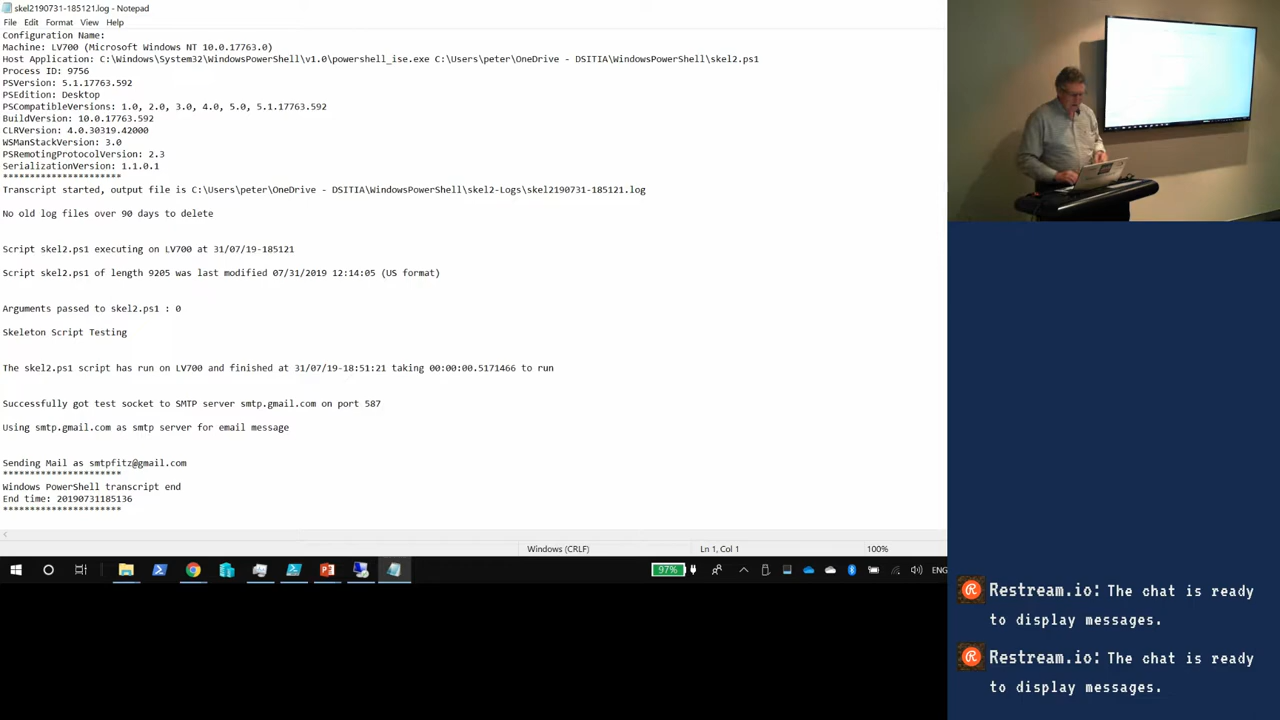 skel2190731-185121.log - Notepad
File Edit Format View Help
Configuration Name:
Machine: LV700 (Microsoft Windows NT 10.0.17763.0)
Host Application: C:\Windows\System32\WindowsPowerShell\v1.0\powershell_ise.exe C:\Users\peter\OneDrive - DSITIA\WindowsPowerShell\skel2.ps1
Process ID: 9756
PSVersion: 5.1.17763.592
PSEdition: Desktop
PSCompatibleVersions: 1.0, 2.0, 3.0, 4.0, 5.0, 5.1.17763.592
BuildVersion: 10.0.17763.592
CLRVersion: 4.0.30319.42000
WSManStackVersion: 3.0
PSRemotingProtocolVersion: 2.3
SerializationVersion: 1.1.0.1
**********************
Transcript started, output file is C:\Users\peter\OneDrive - DSITIA\WindowsPowerShell\skel2-Logs\skel2190731-185121.log
No old log files over 90 days to delete
Script skel2.ps1 executing on LV700 at 31/07/19-185121
Script skel2.ps1 of length 9205 was last modified 07/31/2019 12:14:05 (US format)
Arguments passed to skel2.ps1 : 0
Skeleton Script Testing
The skel2.ps1 script has run on LV700 and finished at 31/07/19-18:51:21 taking 00:00:00.5171466 to run
Successfully got test socket to SMTP server smtp.gmail.com on port 587
Using smtp.gmail.com as smtp server for email message
Sending Mail as smtpfitz@gmail.com
**********************
Windows PowerShell transcript end
End time: 20190731185136
**********************
Windows (CRLF) Ln 1, Col 1 100%
97% ENG
Restream.io: The chat is ready
to display messages.
Restream.io: The chat is ready
to display messages.